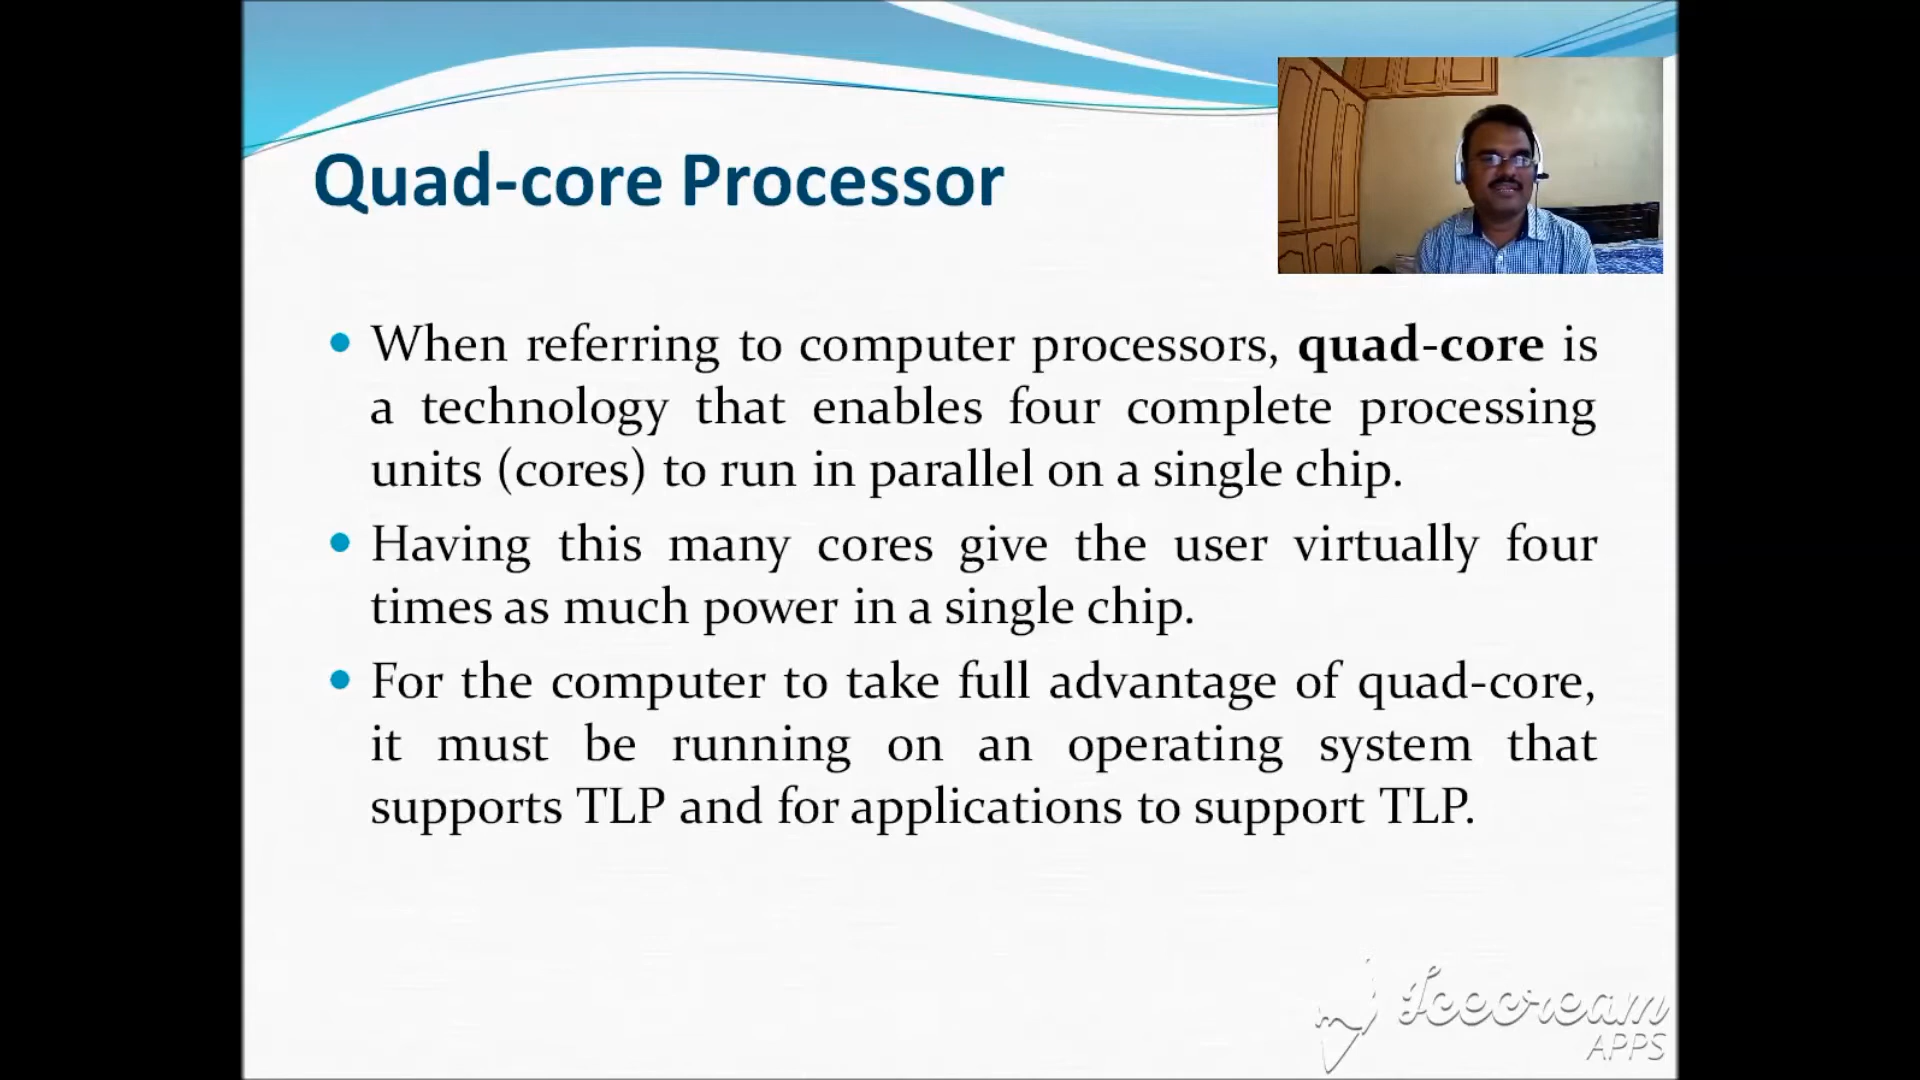 Quad-core Processor
When referring to computer processors, quad-core is
a technology that enables four complete processing
units (cores) to run in parallel on a single chip.
Having this many cores give the user virtually four
times as much power in a single chip.
For the computer to take full advantage of quad-core,
it must be running on an operating system that
supports TLP and for applications to support TLP.
Icecream
APPS